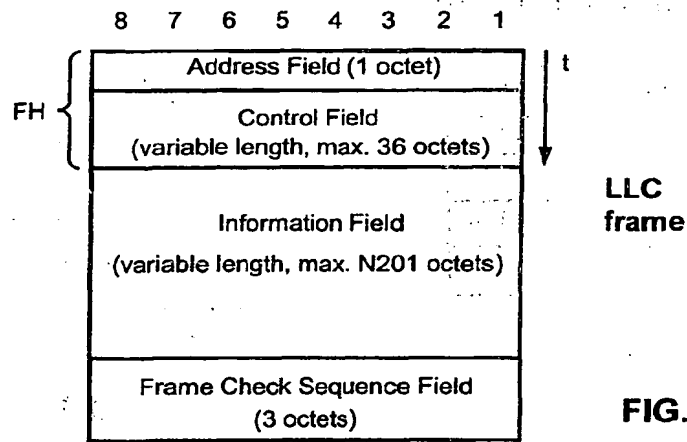 8 7 6 5 4 3 2 1
Address Field (1 octet)
t
FH
Control Field
(variable length, max. 36 octets)
LLC
frame
Information Field
(variable length, max. N201 octets)
Frame Check Sequence Field
(3 octets)
FIG.